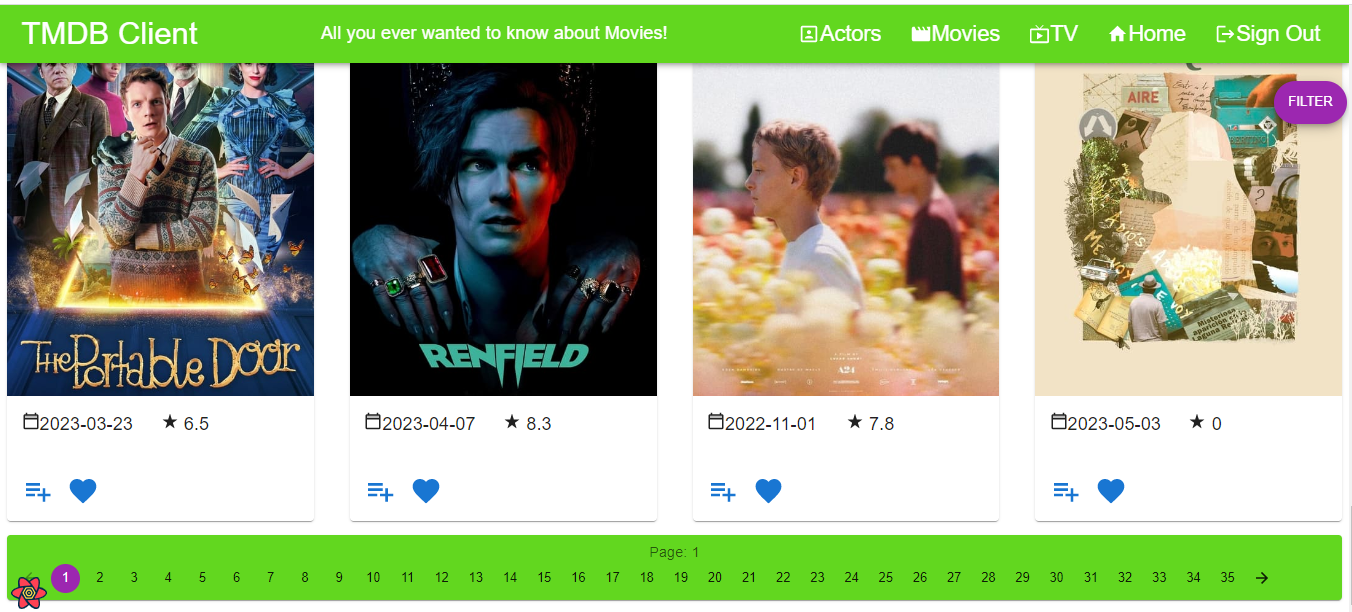 TMDB Client
All you ever wanted to know about Movies!
Actors
Movies
TV
Home
Sign Out
FILTER
THE PORTABLE DOOR
RENFIELD
A24
AIRE
2023-03-23 ★ 6.5
2023-04-07 ★ 8.3
2022-11-01 ★ 7.8
2023-05-03 ★ 0
Page: 1
1 2 3 4 5 6 7 8 9 10 11 12 13 14 15 16 17 18 19 20 21 22 23 24 25 26 27 28 29 30 31 32 33 34 35 →